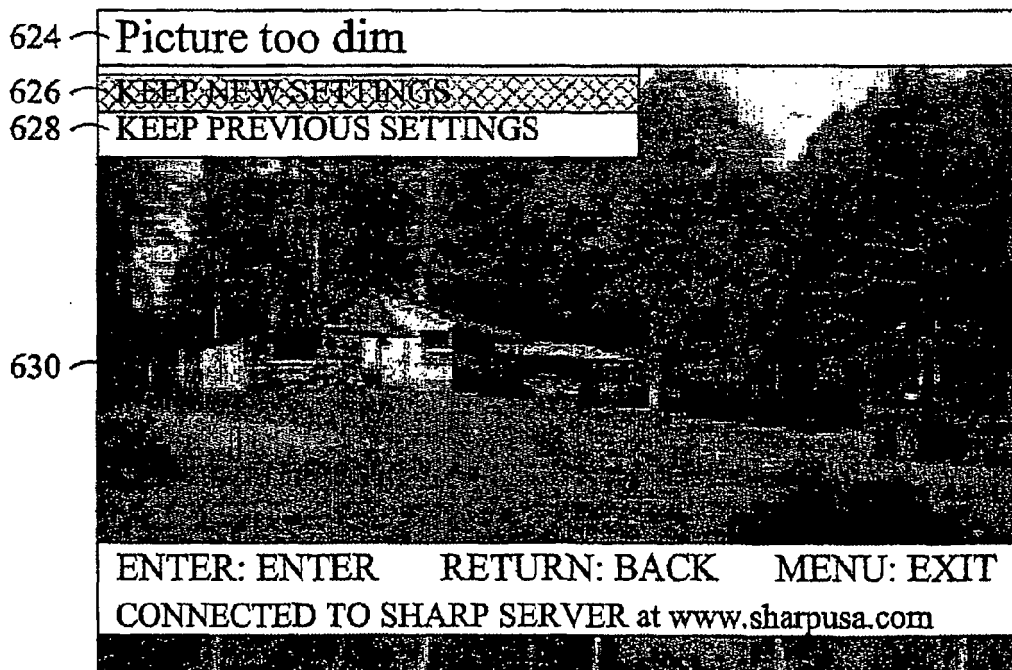 624 Picture too dim
626 KEEP NEW SETTINGS
628 KEEP PREVIOUS SETTINGS
630
ENTER: ENTER RETURN: BACK MENU: EXIT
CONNECTED TO SHARP SERVER at www.sharpusa.com